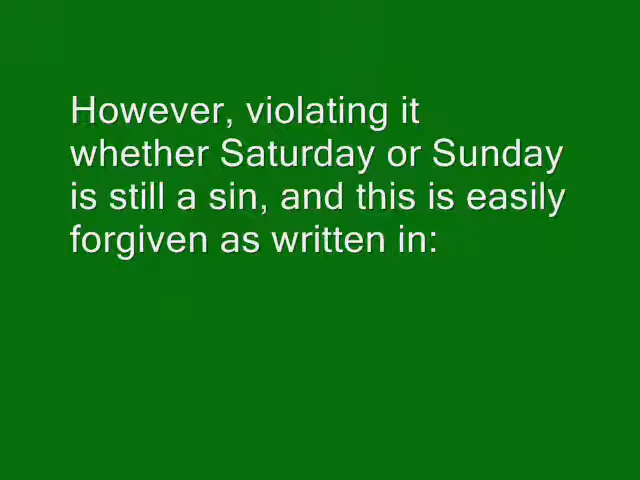 However, violating it
whether Saturday or Sunday
is still a sin, and this is easily
forgiven as written in: